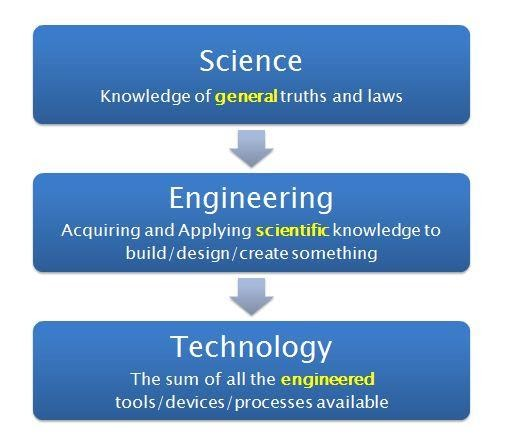 Science
Knowledge of general truths and laws
Engineering
Acquiring and Applying scientific knowledge to
build/design/create something
Technology
The sum of all the engineered
tools/devices/processes available